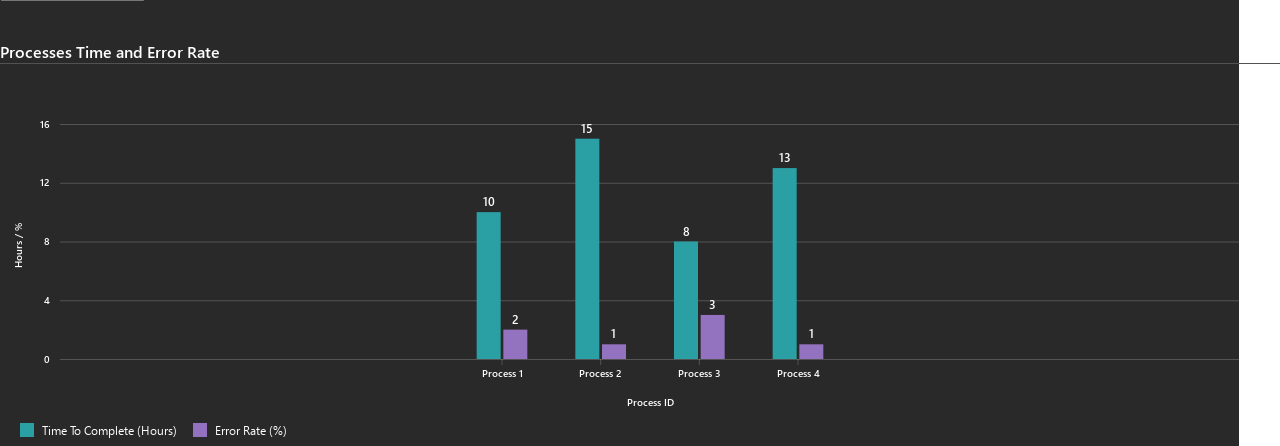 Processes Time and Error Rate
16
12
8
4
0
Hours / %
10
2
15
1
8
3
13
1
Process 1
Process 2
Process 3
Process 4
Process ID
Time To Complete (Hours)
Error Rate (%)